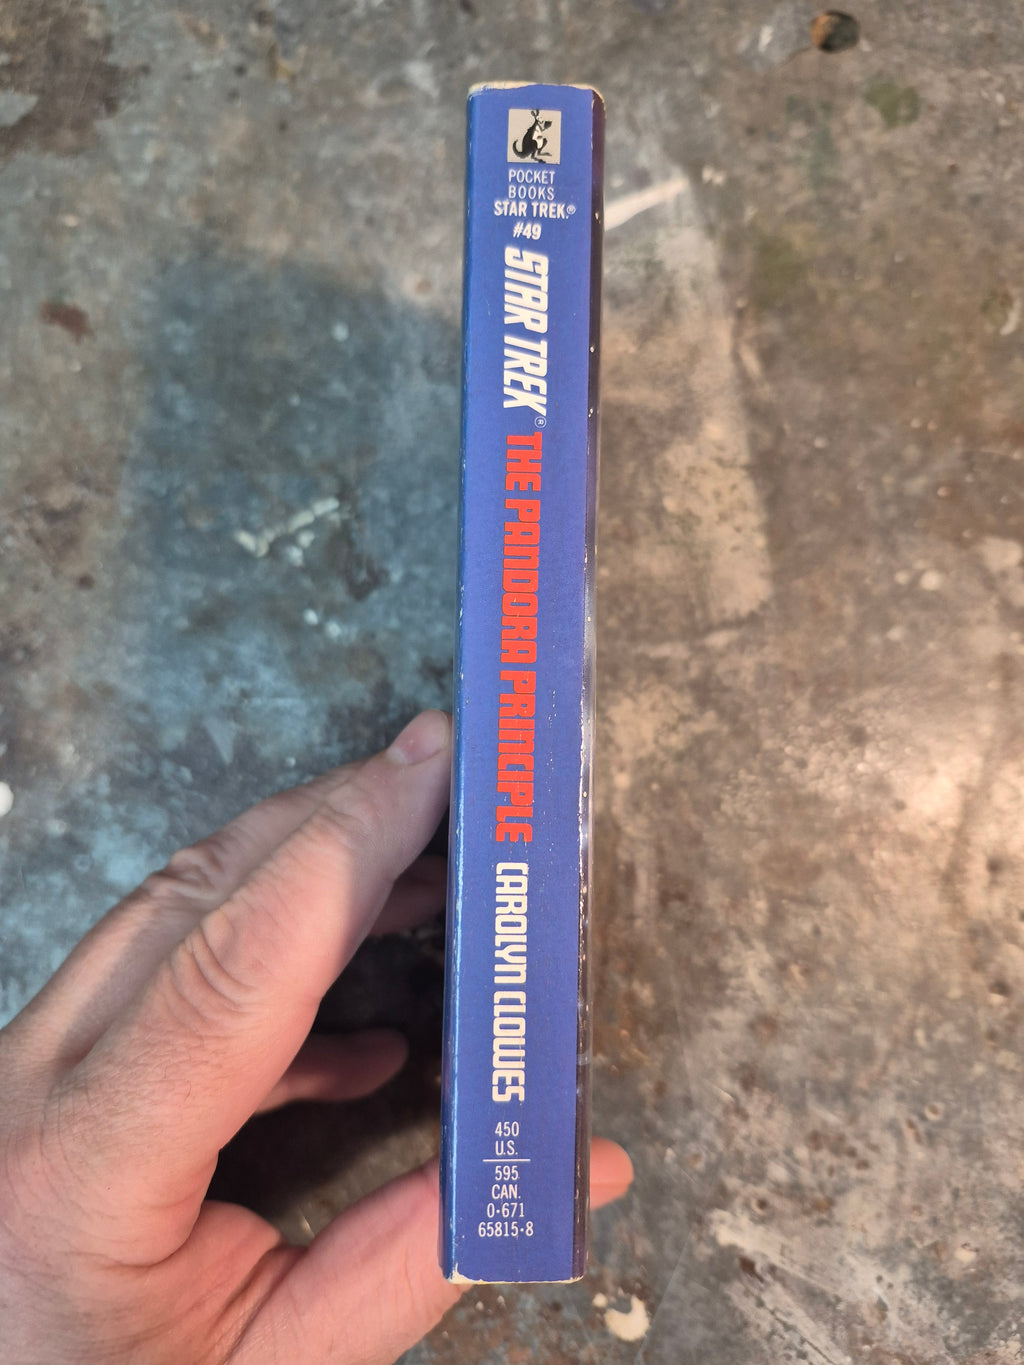 POCKET
BOOKS
STAR TREK®
#49
STAR TREK®
THE PANDORA PRINCIPLE
CAROLYN CLOWES
450
U.S.
595
CAN.
0·671
65815·8